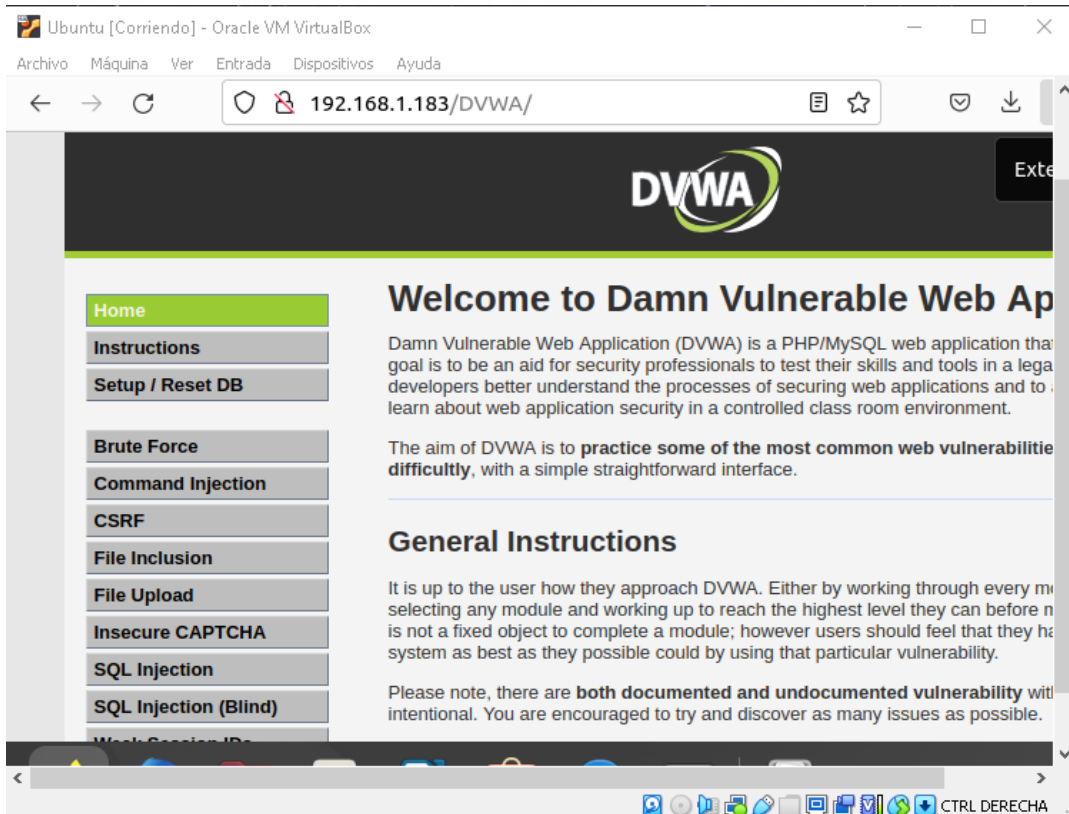 Ubuntu [Corriendo] - Oracle VM VirtualBox
Archivo Máquina Ver Entrada Dispositivos Ayuda
192.168.1.183/DVWA/
DVWA
Exte
Home
Instructions
Setup / Reset DB
Brute Force
Command Injection
CSRF
File Inclusion
File Upload
Insecure CAPTCHA
SQL Injection
SQL Injection (Blind)
Weak Session IDs
Welcome to Damn Vulnerable Web Ap
Damn Vulnerable Web Application (DVWA) is a PHP/MySQL web application that
goal is to be an aid for security professionals to test their skills and tools in a lega
developers better understand the processes of securing web applications and to a
learn about web application security in a controlled class room environment.
The aim of DVWA is to practice some of the most common web vulnerabilitie
difficultly, with a simple straightforward interface.
General Instructions
It is up to the user how they approach DVWA. Either by working through every mo
selecting any module and working up to reach the highest level they can before m
is not a fixed object to complete a module; however users should feel that they ha
system as best as they possible could by using that particular vulnerability.
Please note, there are both documented and undocumented vulnerability wit
intentional. You are encouraged to try and discover as many issues as possible.
CTRL DERECHA